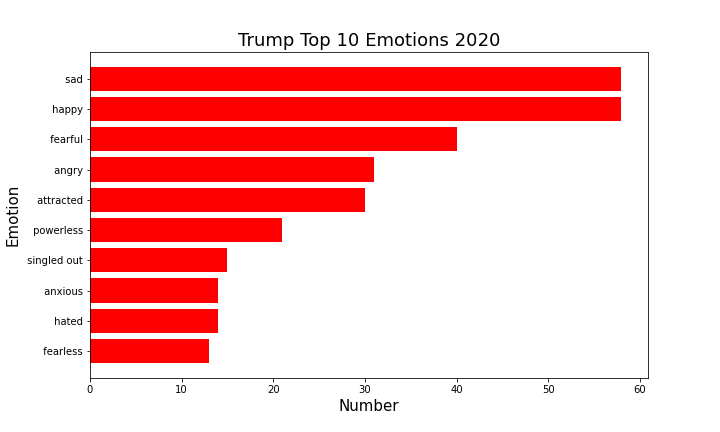 Trump Top 10 Emotions 2020
Emotion
sad
happy
fearful
angry
attracted
powerless
singled out
anxious
hated
fearless
0 10 20 30 40 50 60
Number